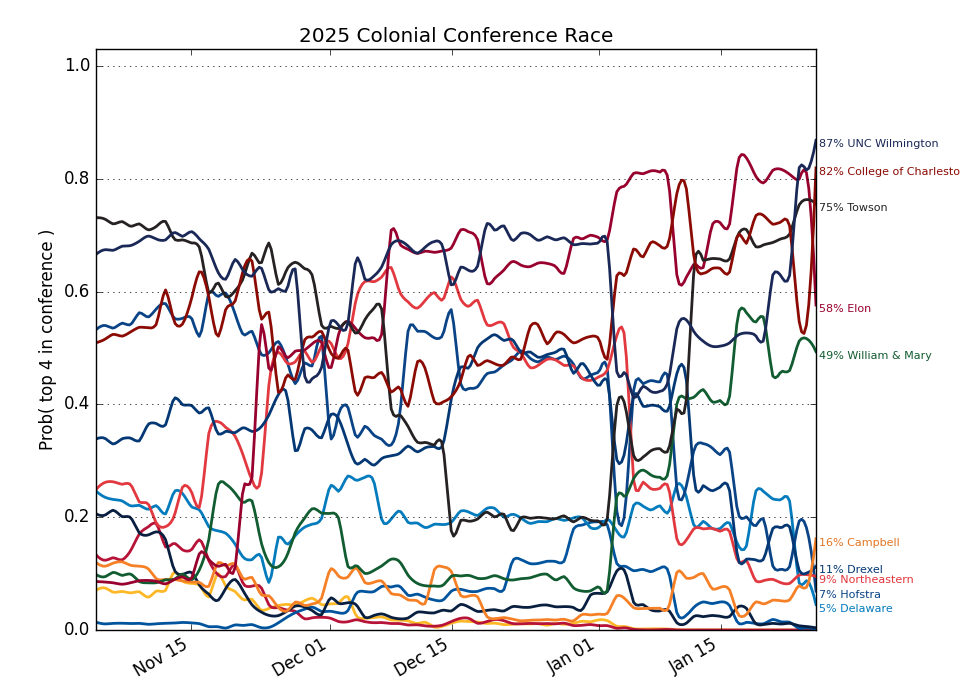 2025 Colonial Conference Race
Prob( top 4 in conference )
1.0
0.8
0.6
0.4
0.2
0.0
Nov 15
Dec 01
Dec 15
Jan 01
Jan 15
87% UNC Wilmington
82% College of Charlesto
75% Towson
58% Elon
49% William & Mary
16% Campbell
11% Drexel
9% Northeastern
7% Hofstra
5% Delaware